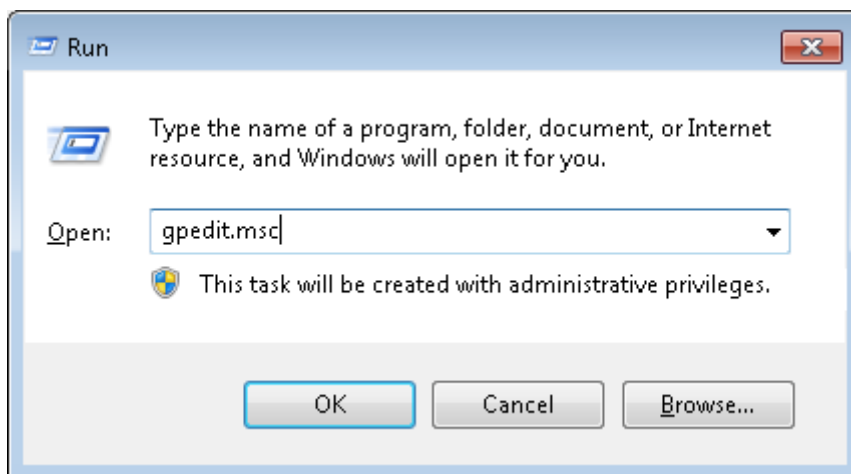 Run
Type the name of a program, folder, document, or Internet
resource, and Windows will open it for you.
Open: gpedit.msc
This task will be created with administrative privileges.
OK Cancel Browse...